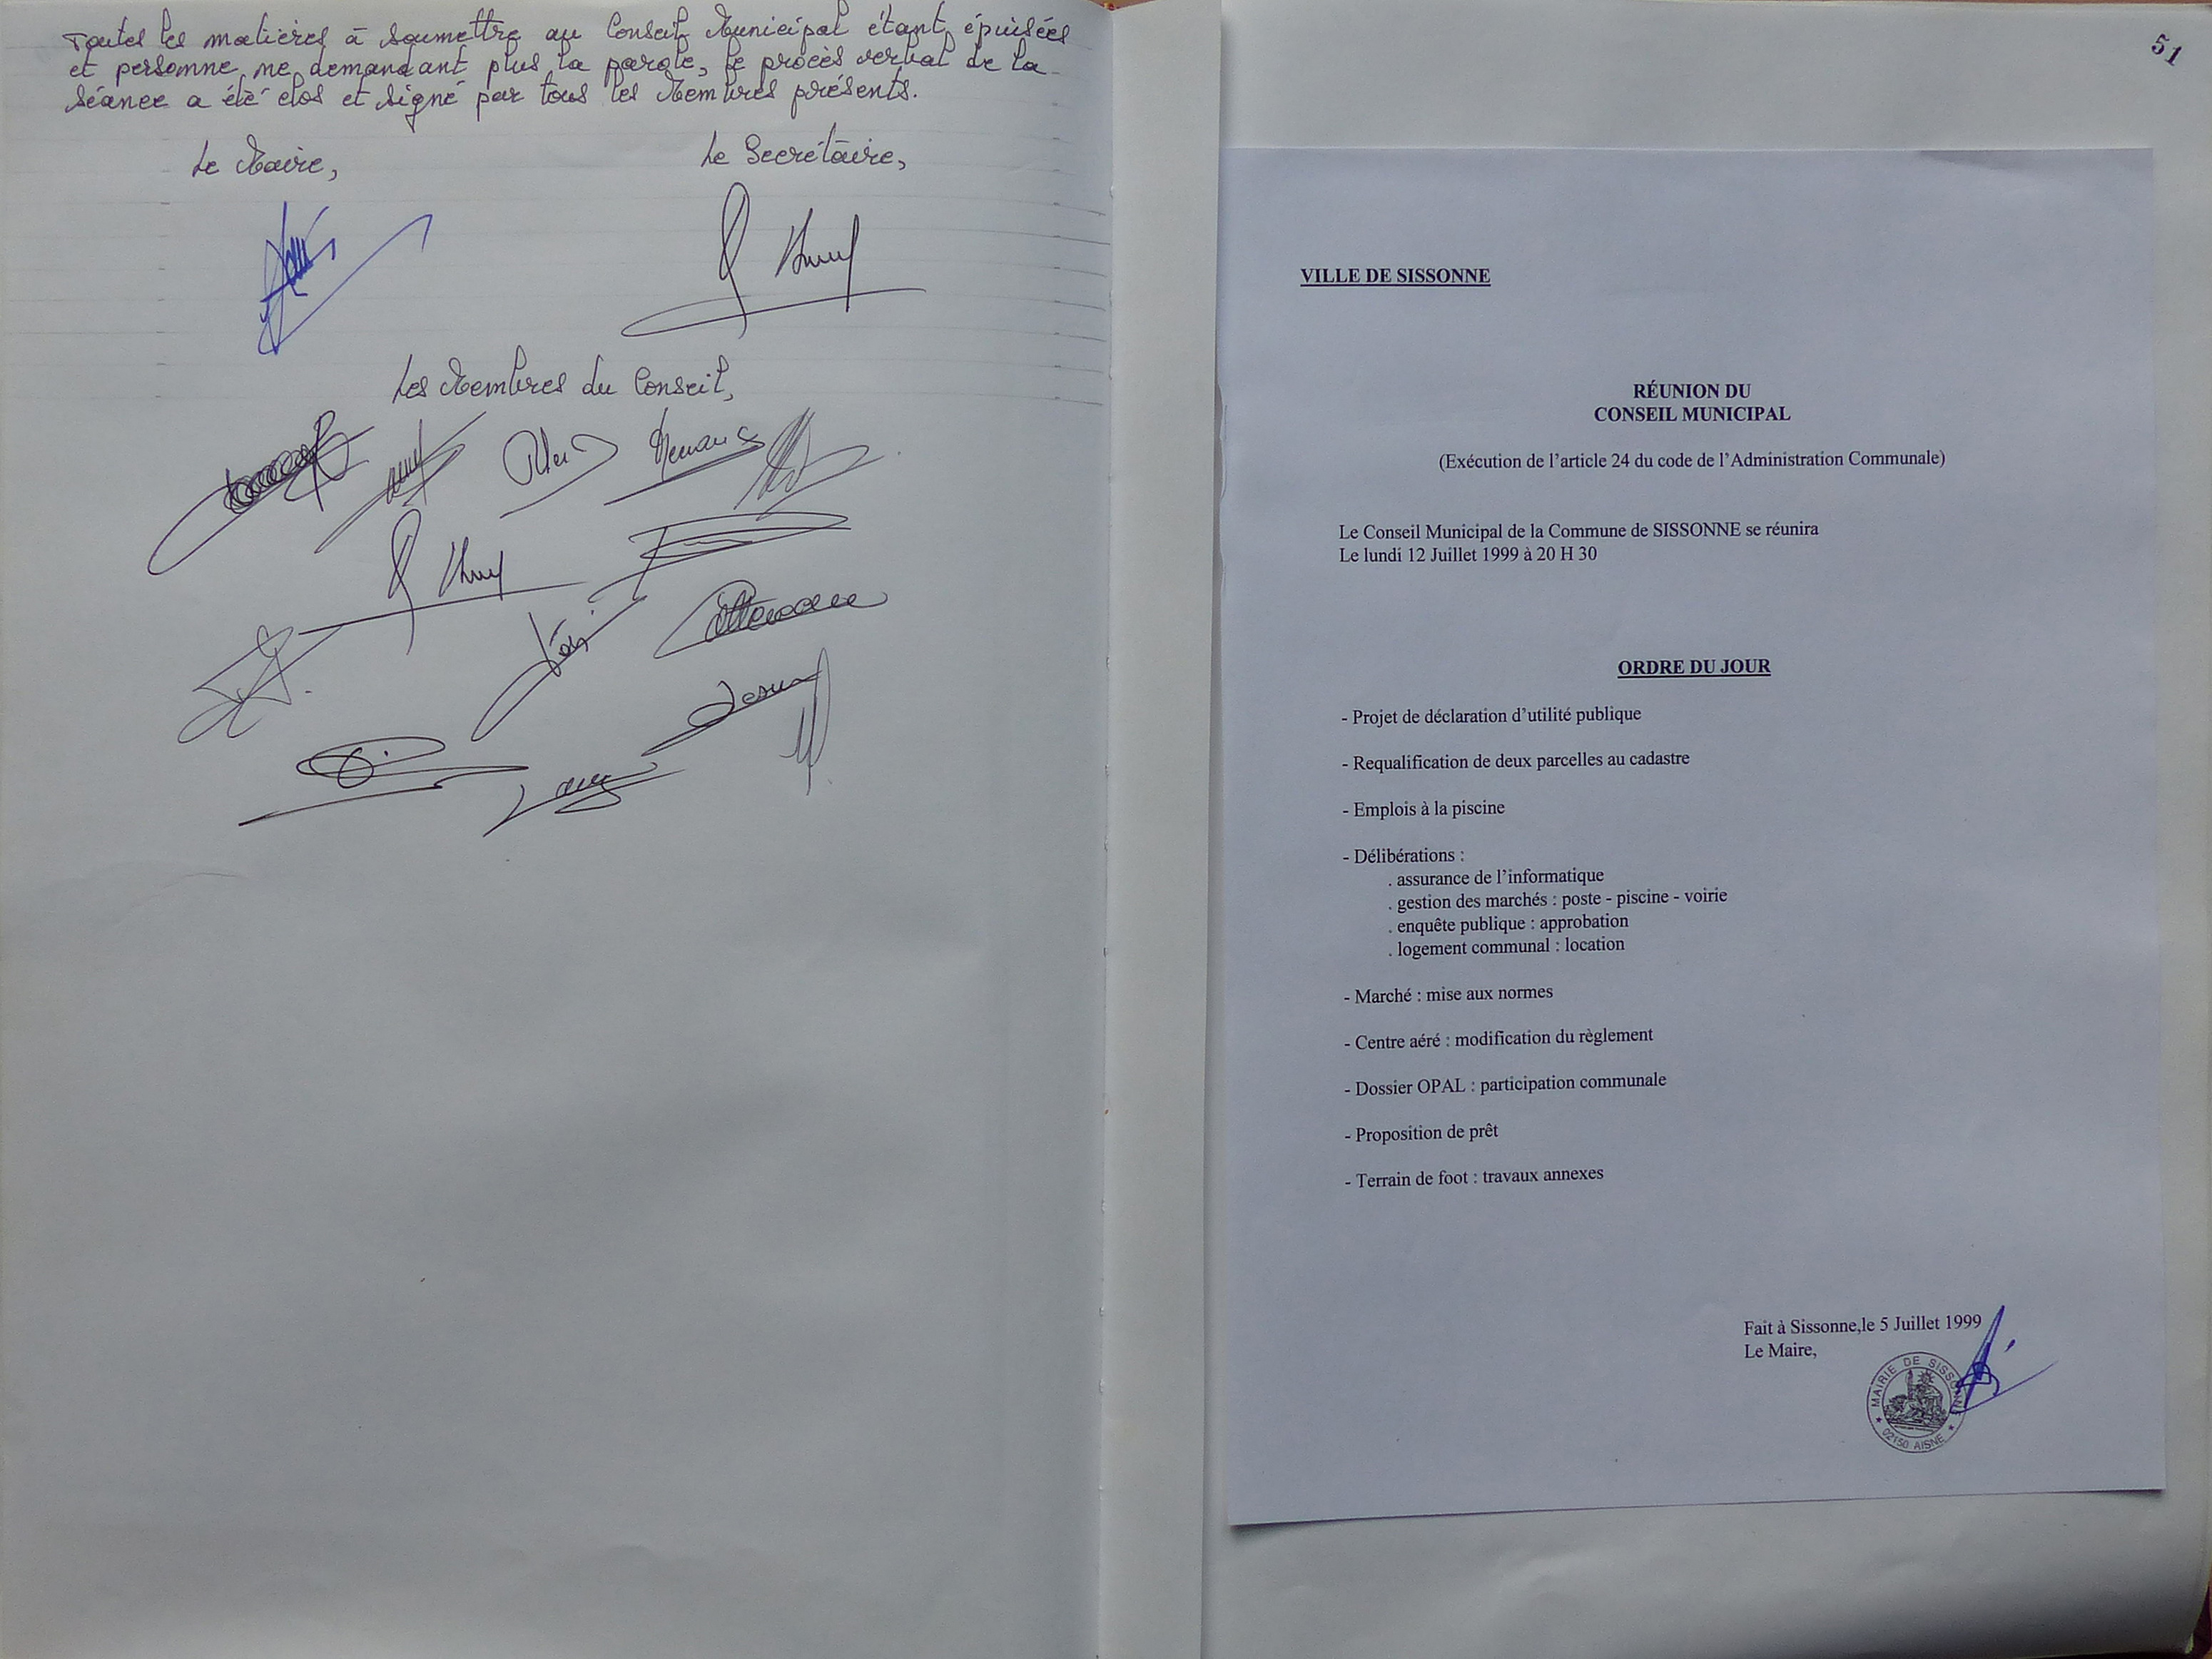 Toutes les matières à soumettre au Conseil Municipal étant épuisées
et personne ne demandant plus la parole, le procès verbal de la
séance a été clos et signé par tous les Membres présents.
Le Maire,
Le Secrétaire,
Les Membres du Conseil,
51
VILLE DE SISSONNE
RÉUNION DU
CONSEIL MUNICIPAL
(Exécution de l’article 24 du code de l’Administration Communale)
Le Conseil Municipal de la Commune de SISSONNE se réunira
Le lundi 12 Juillet 1999 à 20 H 30
ORDRE DU JOUR
- Projet de déclaration d’utilité publique
- Requalification de deux parcelles au cadastre
- Emplois à la piscine
- Délibérations :
. assurance de l’informatique
. gestion des marchés : poste - piscine - voirie
. enquête publique : approbation
. logement communal : location
- Marché : mise aux normes
- Centre aéré : modification du règlement
- Dossier OPAL : participation communale
- Proposition de prêt
- Terrain de foot : travaux annexes
Fait à Sissonne,le 5 Juillet 1999
Le Maire,
MAIRIE DE SISSONNE
02150 AISNE